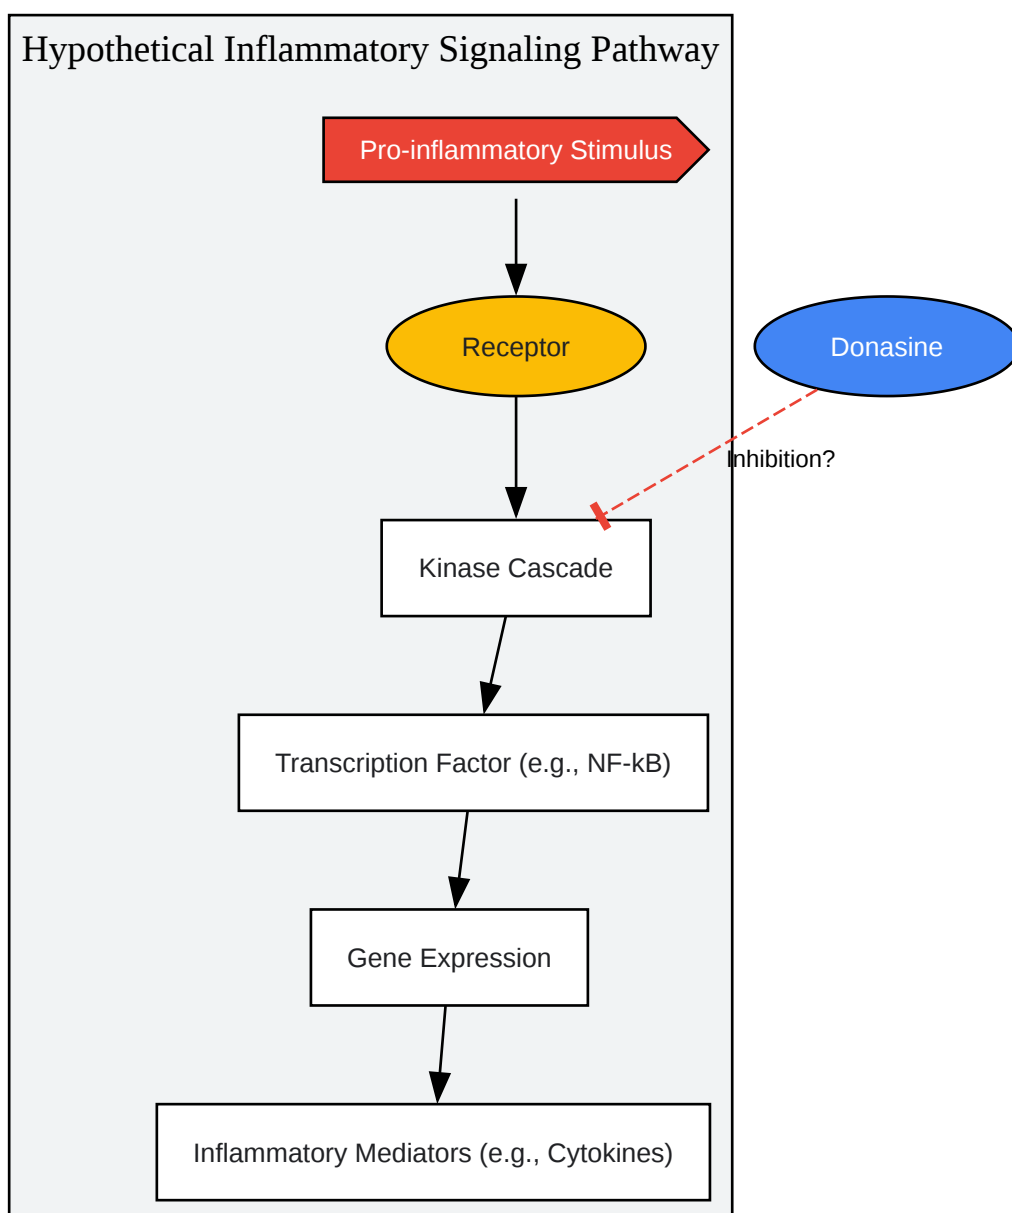 Hypothetical Inflammatory Signaling Pathway
Pro-inflammatory Stimulus
Receptor
Donasine
Inhibition?
Kinase Cascade
Transcription Factor (e.g., NF-kB)
Gene Expression
Inflammatory Mediators (e.g., Cytokines)